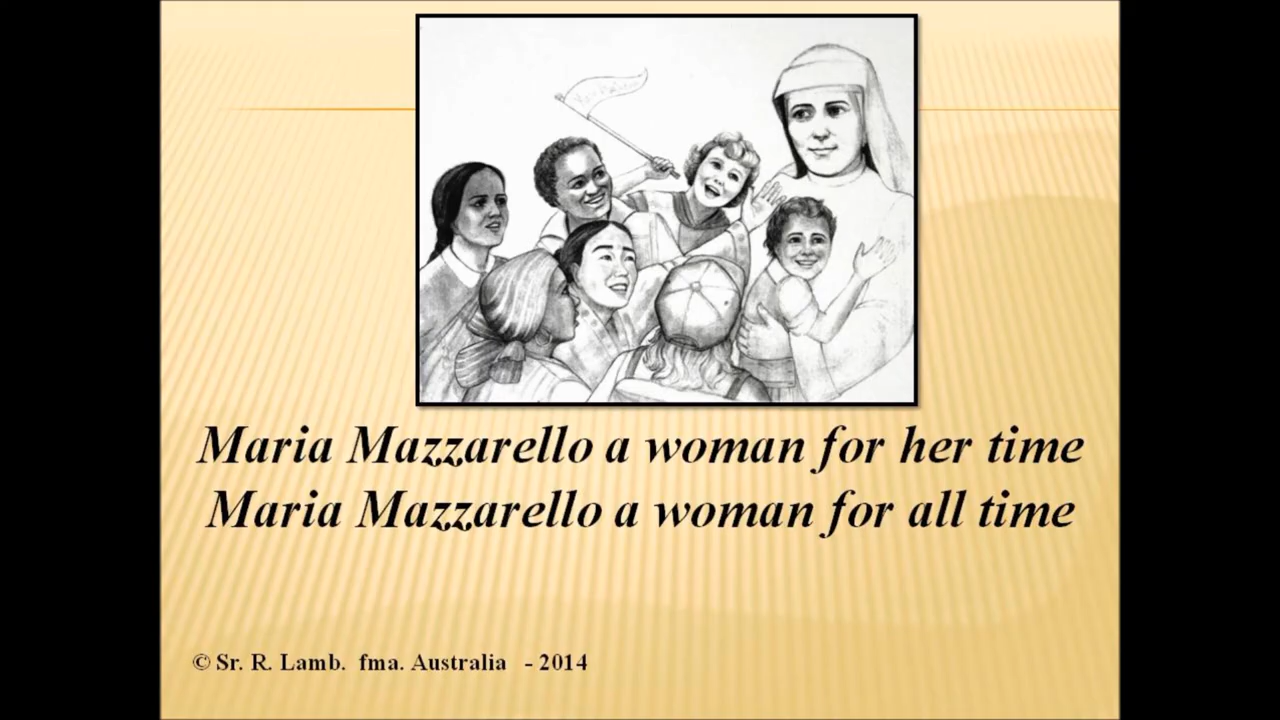 Maria Mazzarello a woman for her time
Maria Mazzarello a woman for all time
© Sr. R. Lamb. fma. Australia - 2014